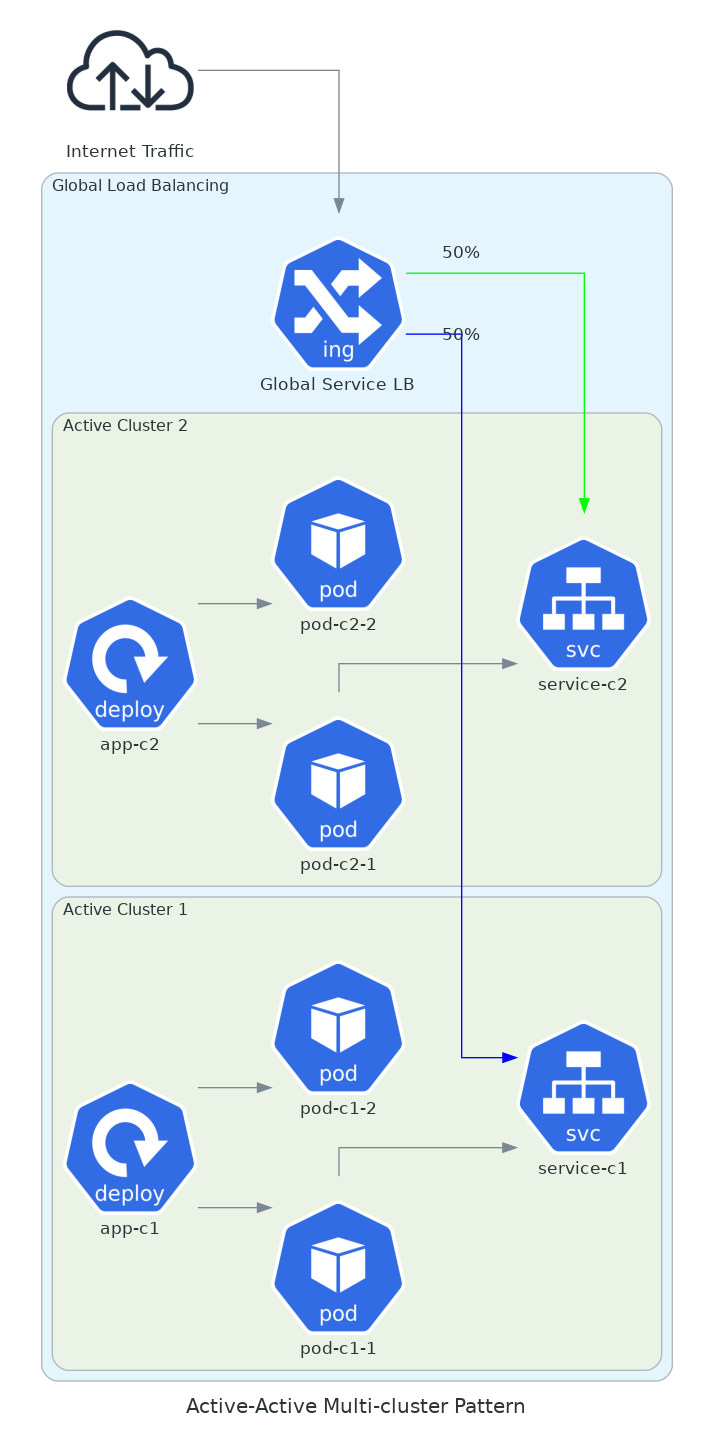 Internet Traffic
Global Load Balancing
50%
50%
ing
Global Service LB
Active Cluster 2
pod
pod-c2-2
svc
service-c2
deploy
app-c2
pod
pod-c2-1
Active Cluster 1
pod
pod-c1-2
svc
service-c1
deploy
app-c1
pod
pod-c1-1
Active-Active Multi-cluster Pattern